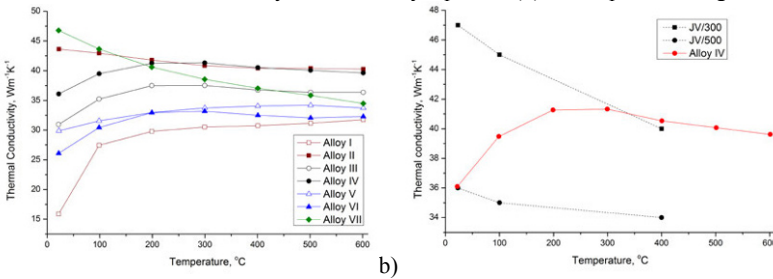 50
45
40
35
30
25
20
15
0
100
200
300
400
500
600
Thermal Conductivity, Wm⁻¹K⁻¹
Temperature, °C
Alloy I
Alloy II
Alloy III
Alloy IV
Alloy V
Alloy VI
Alloy VII
b)
48
46
44
42
40
38
36
34
0
100
200
300
400
500
600
Thermal Conductivity, Wm⁻¹K⁻¹
Temperature, °C
JV/300
JV/500
Alloy IV